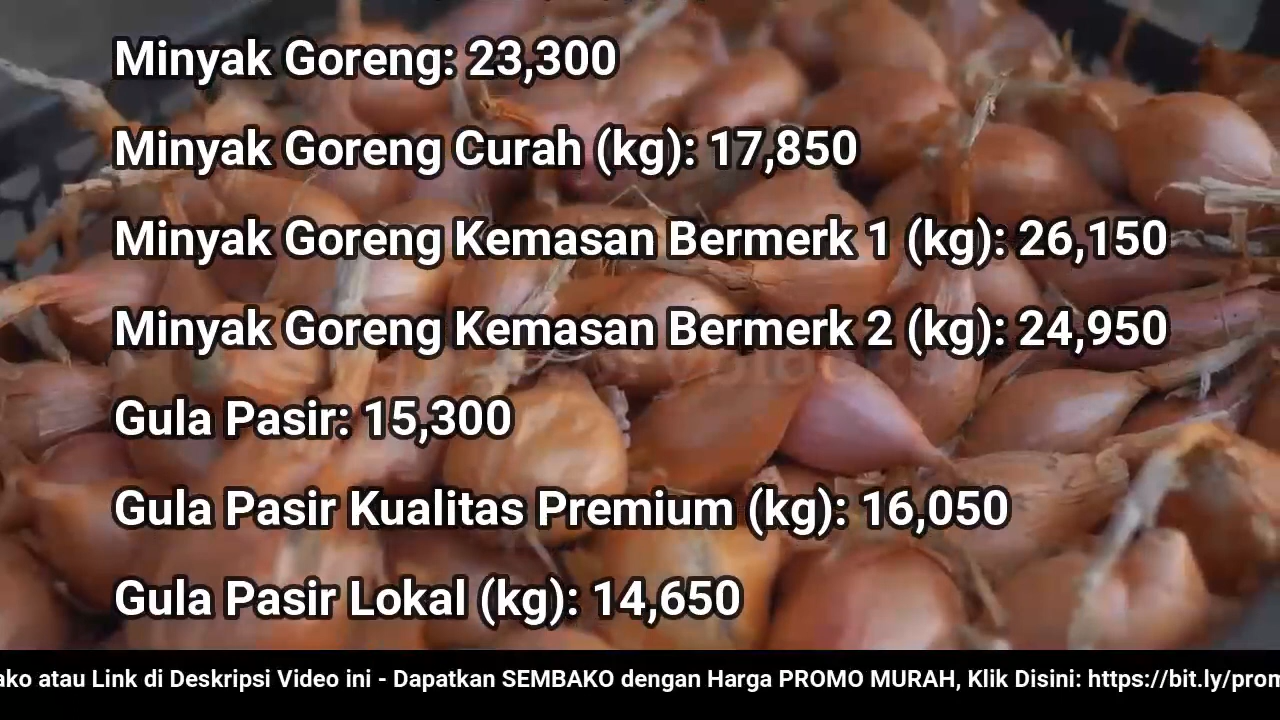 Minyak Goreng: 23,300
Minyak Goreng Curah (kg): 17,850
Minyak Goreng Kemasan Bermerk 1 (kg): 26,150
Minyak Goreng Kemasan Bermerk 2 (kg): 24,950
Gula Pasir: 15,300
Gula Pasir Kualitas Premium (kg): 16,050
Gula Pasir Lokal (kg): 14,650
ako atau Link di Deskripsi Video ini - Dapatkan SEMBAKO dengan Harga PROMO MURAH, Klik Disini: https://bit.ly/prom